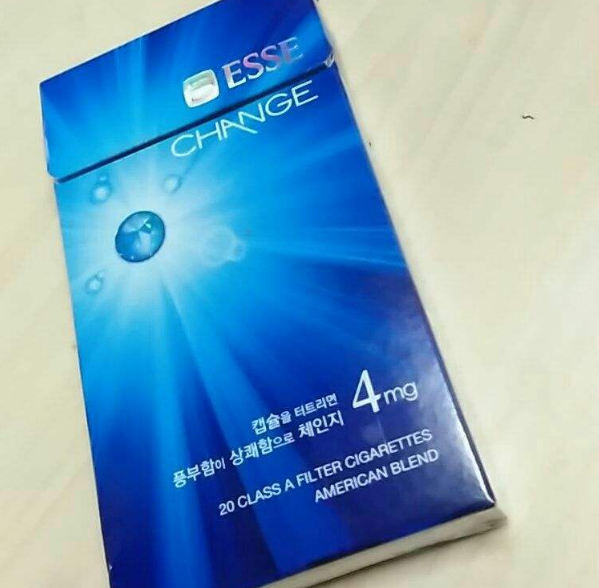 ESSE
CHANGE
캡슐을 터트리면
풍부함이 상쾌함으로 체인지
4mg
20 CLASS A FILTER CIGARETTES
AMERICAN BLEND